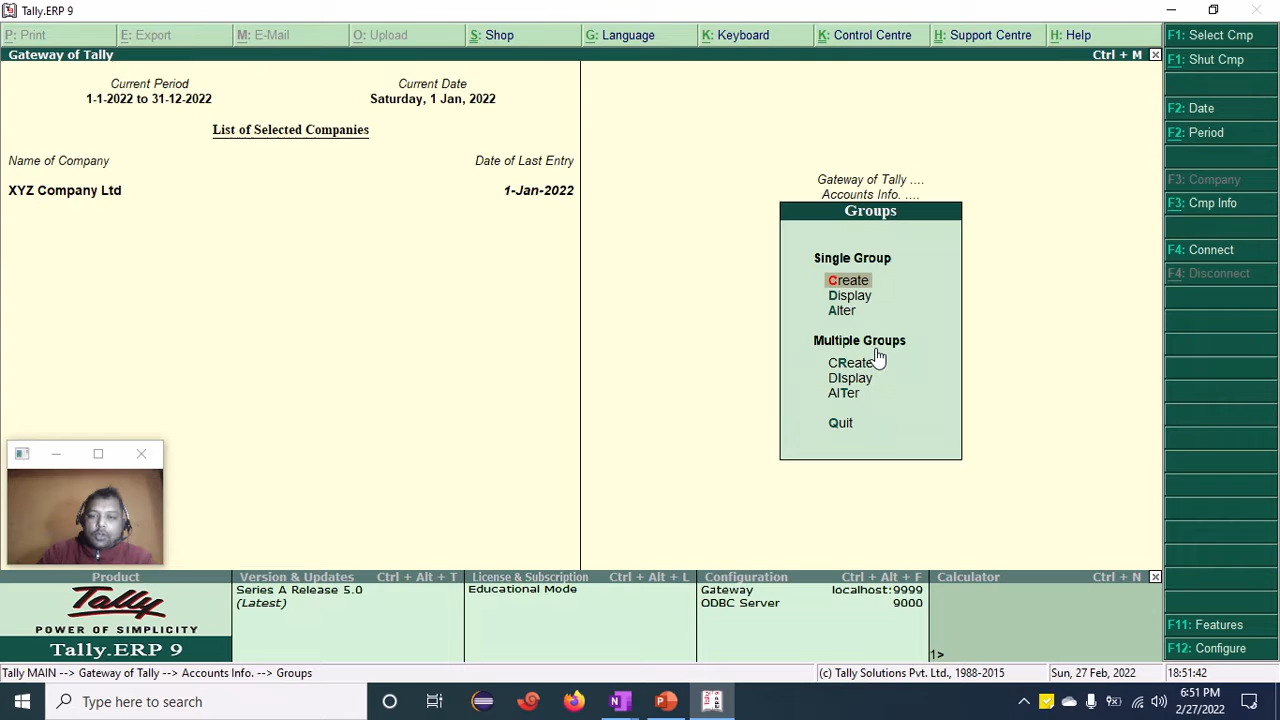 Tally.ERP 9
P: Print
E: Export
M: E-Mail
O: Upload
S: Shop
G: Language
K: Keyboard
K: Control Centre
H: Support Centre
H: Help
Gateway of Tally
Ctrl + M
Current Period
1-1-2022 to 31-12-2022
Current Date
Saturday, 1 Jan, 2022
List of Selected Companies
Name of Company
Date of Last Entry
XYZ Company Ltd
1-Jan-2022
Gateway of Tally ....
Accounts Info. ....
Groups
Single Group
Create
Display
Alter
Multiple Groups
CReate
DIsplay
AlTer
Quit
F1: Select Cmp
F1: Shut Cmp
F2: Date
F2: Period
F3: Company
F3: Cmp Info
F4: Connect
F4: Disconnect
F11: Features
F12: Configure
Product
Tally
POWER OF SIMPLICITY
Tally.ERP 9
Version & Updates
Ctrl + Alt + T
Series A Release 5.0
(Latest)
License & Subscription
Ctrl + Alt + L
Educational Mode
Configuration
Ctrl + Alt + F
Gateway
localhost:9999
ODBC Server
9000
Calculator
Ctrl + N
1>
Tally MAIN --> Gateway of Tally --> Accounts Info. --> Groups
(c) Tally Solutions Pvt. Ltd., 1988-2015
Sun, 27 Feb, 2022
18:51:42
Type here to search
6:51 PM
2/27/2022